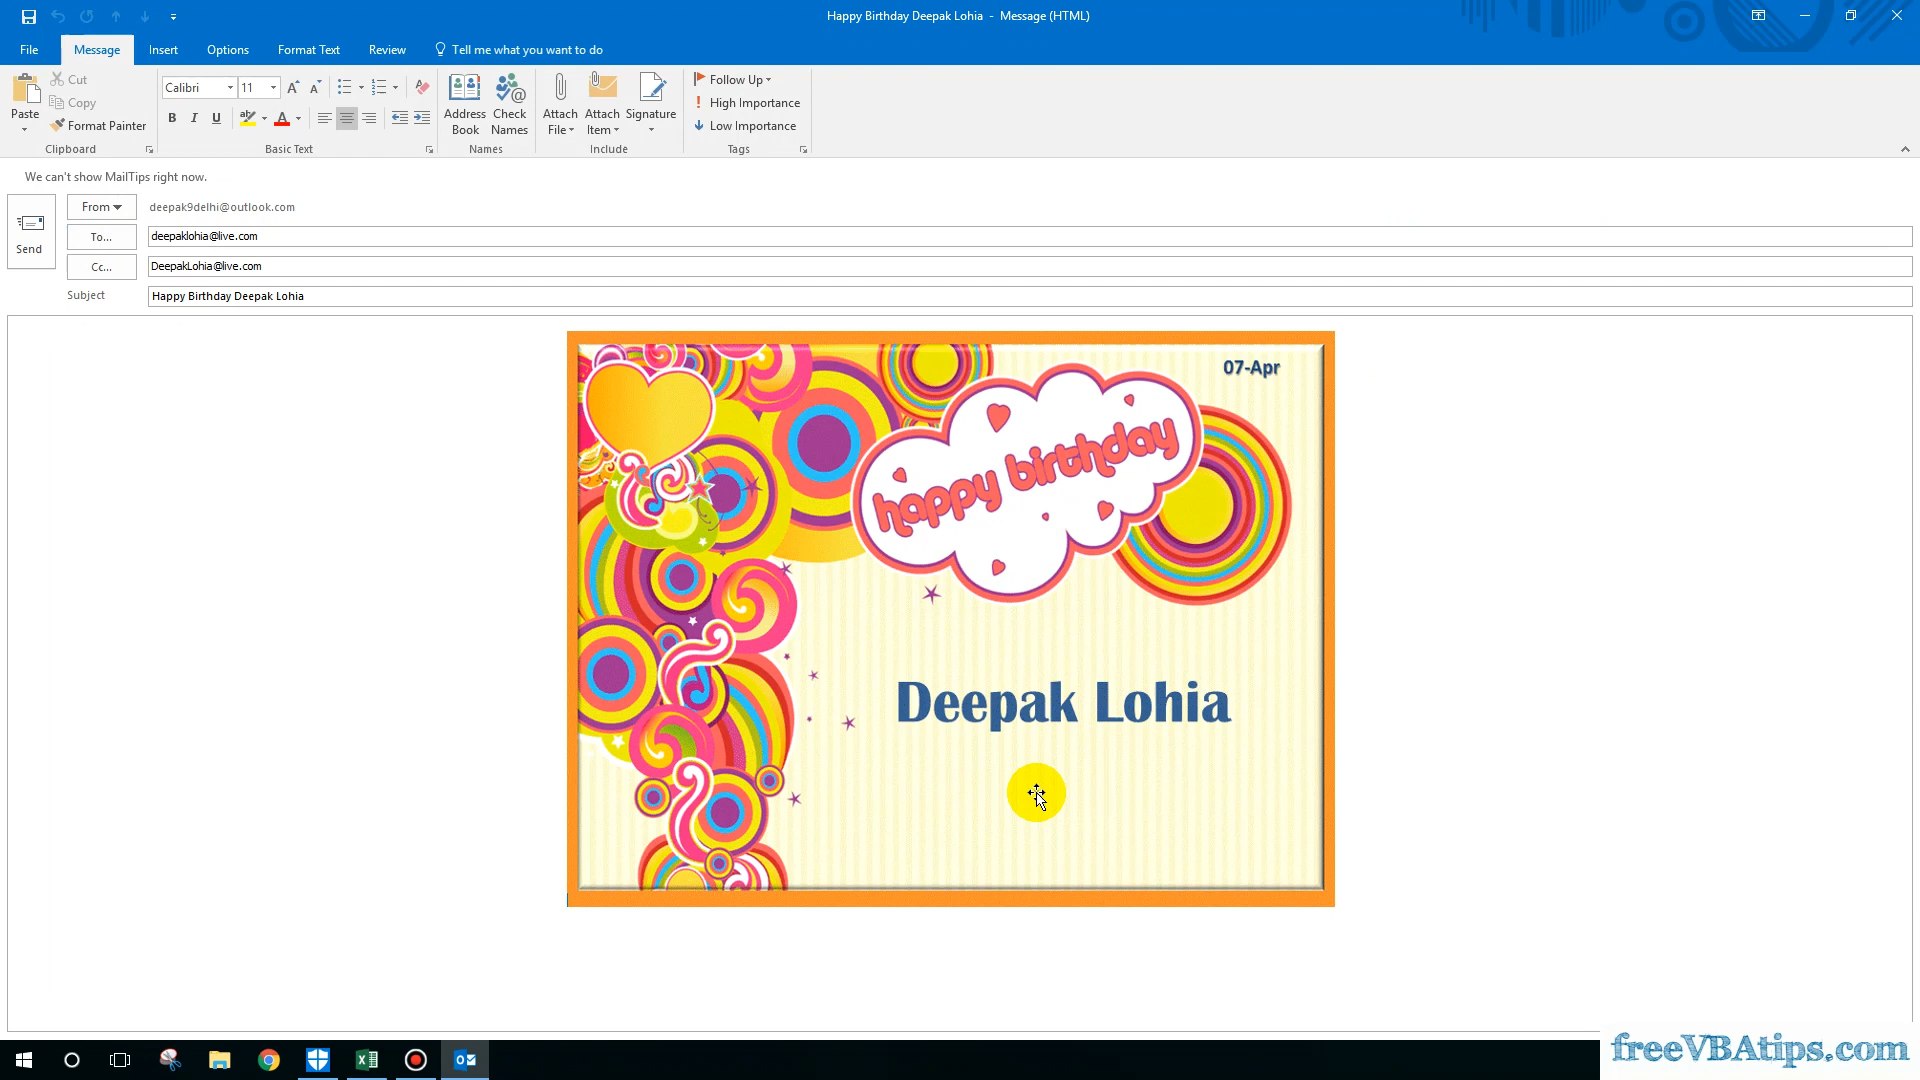 Happy Birthday Deepak Lohia - Message (HTML)
File Message Insert Options Format Text Review Tell me what you want to do
Paste
Cut
Copy
Format Painter
Clipboard
Calibri 11
B I U
Basic Text
Address Book
Check Names
Names
Attach File
Attach Item
Signature
Include
Follow Up
High Importance
Low Importance
Tags
We can't show MailTips right now.
Send
From deepak9delhi@outlook.com
To... deepaklohia@live.com
Cc... DeepakLohia@live.com
Subject Happy Birthday Deepak Lohia
07-Apr
happy birthday
Deepak Lohia
freeVBAtips.com